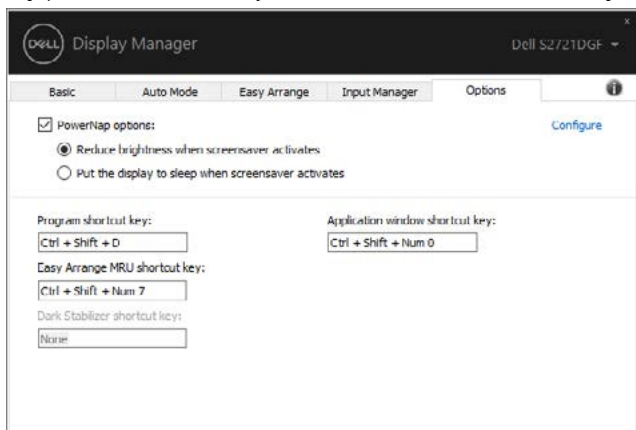 DELL Display Manager
Dell S2721DGF
Basic Auto Mode Easy Arrange Input Manager Options
PowerNap options:
Configure
Reduce brightness when screensaver activates
Put the display to sleep when screensaver activates
Program shortcut key:
Application window shortcut key:
Ctrl + Shift + D
Ctrl + Shift + Num 0
Easy Arrange MRU shortcut key:
Ctrl + Shift + Num 7
Dark Stabilizer shortcut key:
None